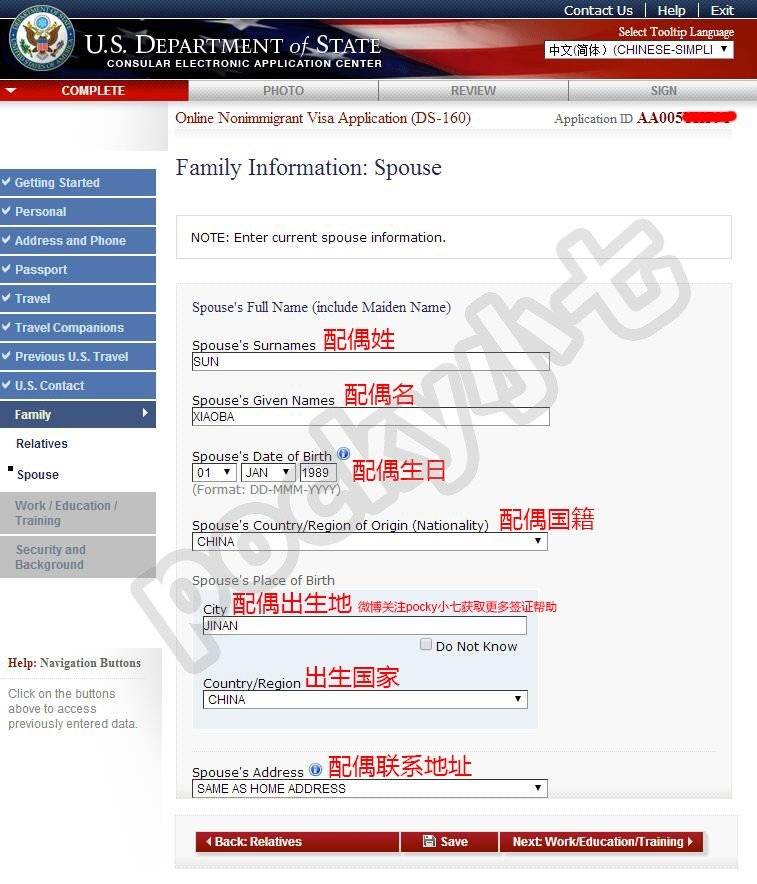 Contact Us | Help | Exit
Select Tooltip Language
中文(简体) (CHINESE-SIMPLI
U.S. DEPARTMENT of STATE
CONSULAR ELECTRONIC APPLICATION CENTER
COMPLETE PHOTO REVIEW SIGN
Online Nonimmigrant Visa Application (DS-160) Application ID AA005
Family Information: Spouse
Getting Started
Personal
Address and Phone
Passport
Travel
Travel Companions
Previous U.S. Travel
U.S. Contact
Family
Relatives
Spouse
Work / Education /
Training
Security and
Background
Help: Navigation Buttons
Click on the buttons
above to access
previously entered data.
NOTE: Enter current spouse information.
Spouse's Full Name (include Maiden Name)
Spouse's Surnames 配偶姓
SUN
Spouse's Given Names 配偶名
XIAOBA
Spouse's Date of Birth 配偶生日
01 JAN 1989
(Format: DD-MMM-YYYY)
Spouse's Country/Region of Origin (Nationality) 配偶国籍
CHINA
Spouse's Place of Birth
City 配偶出生地 微博关注pocky小七获取更多签证帮助
JINAN
Do Not Know
Country/Region 出生国家
CHINA
Spouse's Address 配偶联系地址
SAME AS HOME ADDRESS
Back: Relatives Save Next: Work/Education/Training
pocky小七